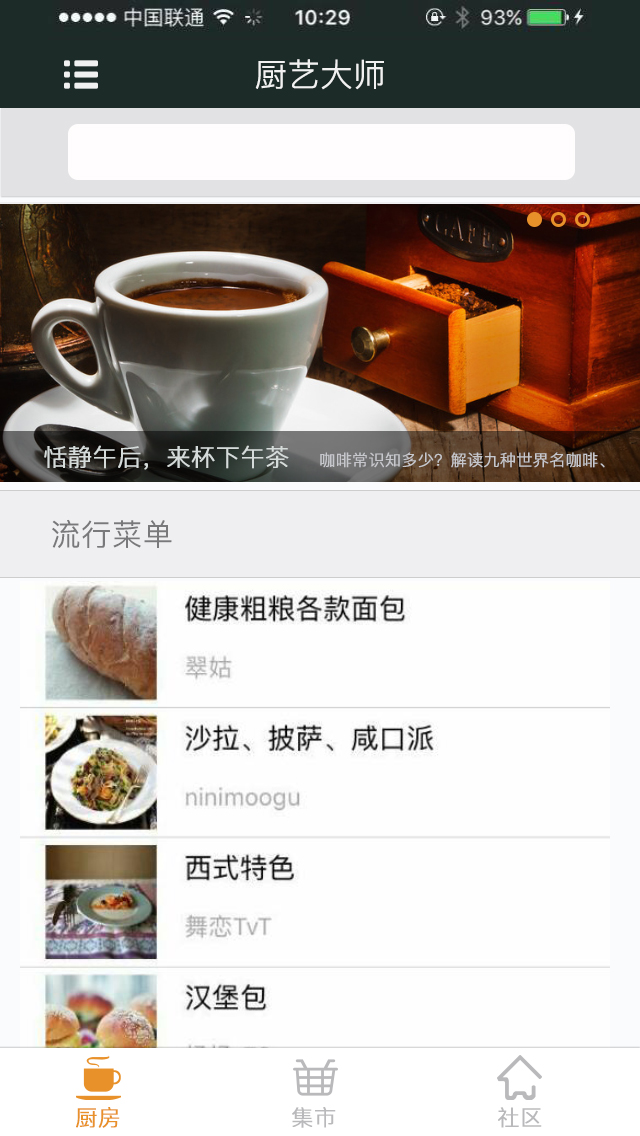 中国联通 10:29 93%
厨艺大师
CAFE
恬静午后，来杯下午茶 咖啡常识知多少？解读九种世界名咖啡、
流行菜单
健康粗粮各款面包
翠姑
沙拉、披萨、咸口派
ninimoogu
西式特色
舞恋TvT
汉堡包
厨房 集市 社区